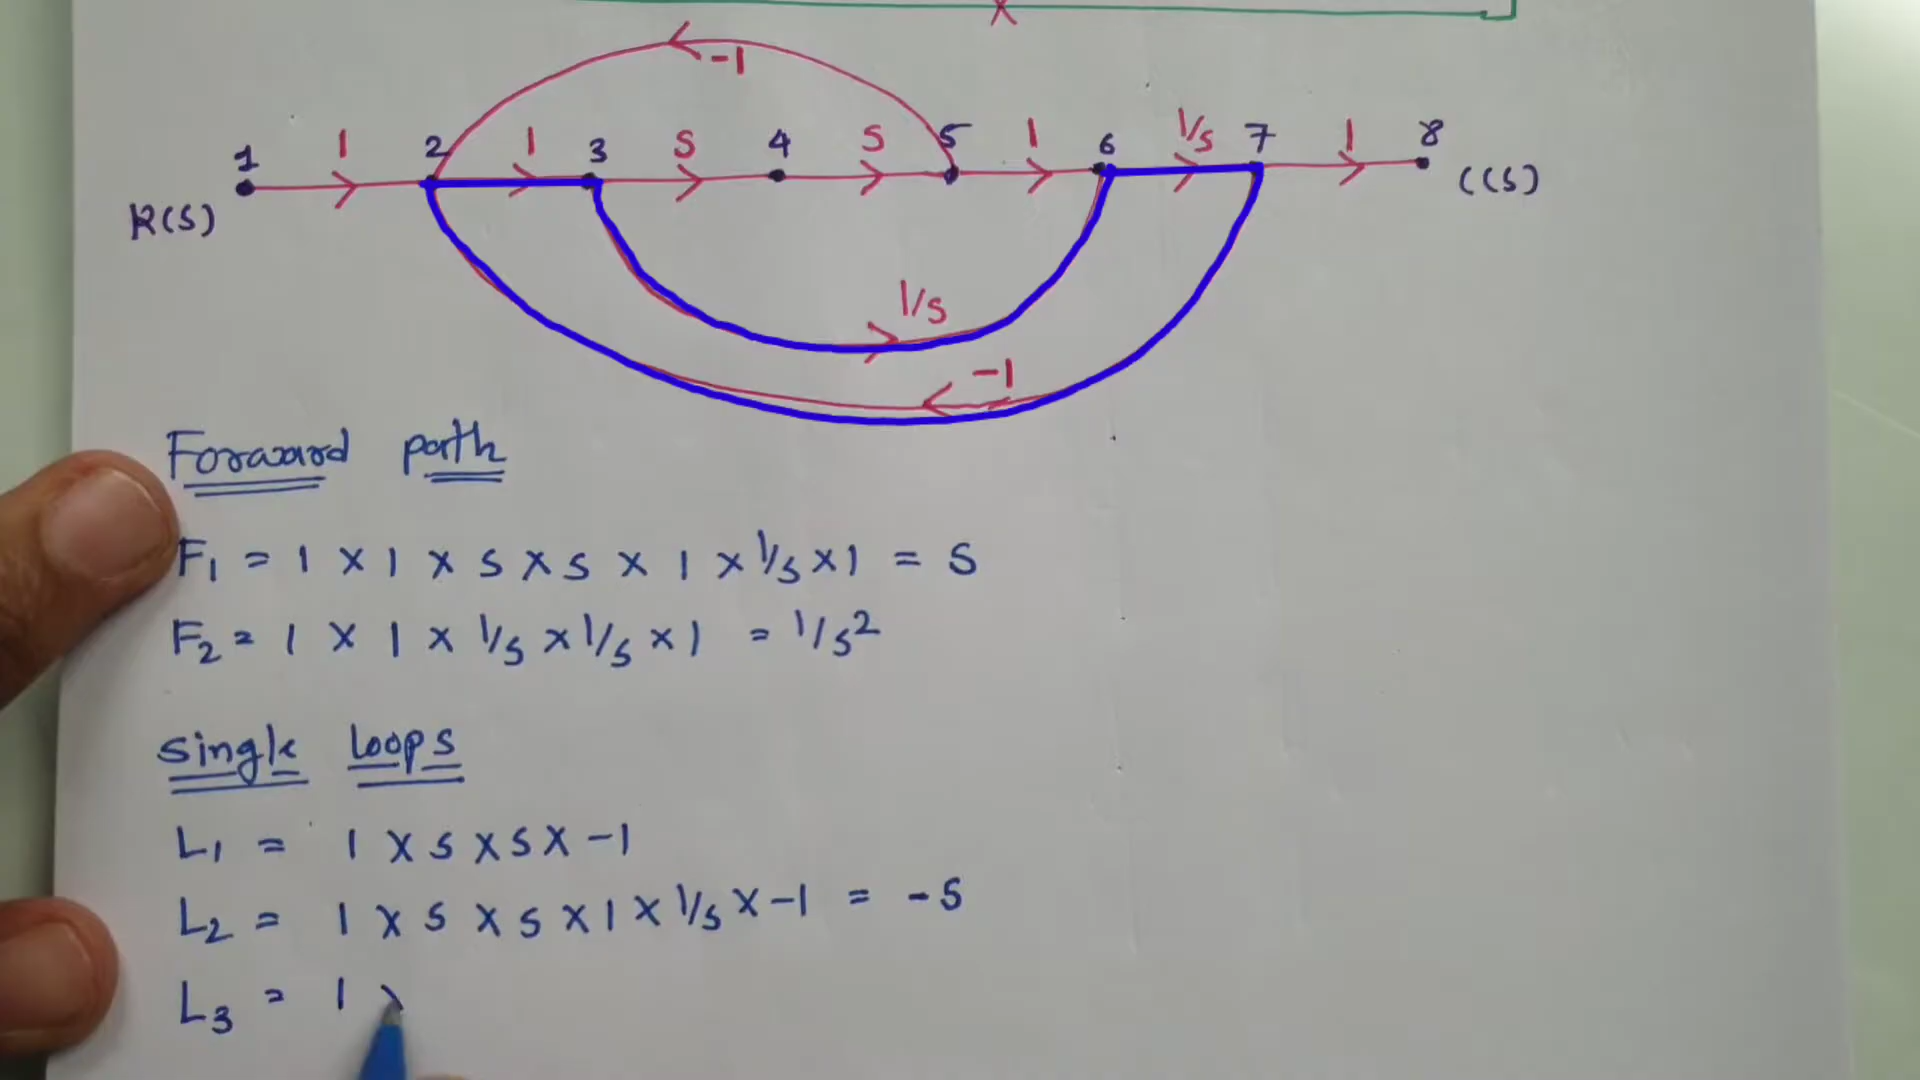 x
-1
1 1 2 1 3 S 4 S 5 1 6 1/s 7 1 8
R(S) C(S)
1/s
-1
Forward path
F1 = 1 x 1 x s x s x 1 x 1/s x 1 = S
F2 = 1 x 1 x 1/s x 1/s x 1 = 1/s²
Single loops
L1 = 1 x s x s x -1
L2 = 1 x s x s x 1 x 1/s x -1 = -S
L3 = 1